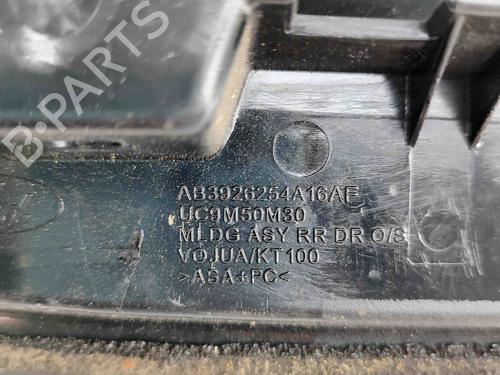 B-PARTS
AB3926254A16AE
UC9M50M30
MLDG ASY RR DR O/S
VOJUA/KT100
>ASA+PC<